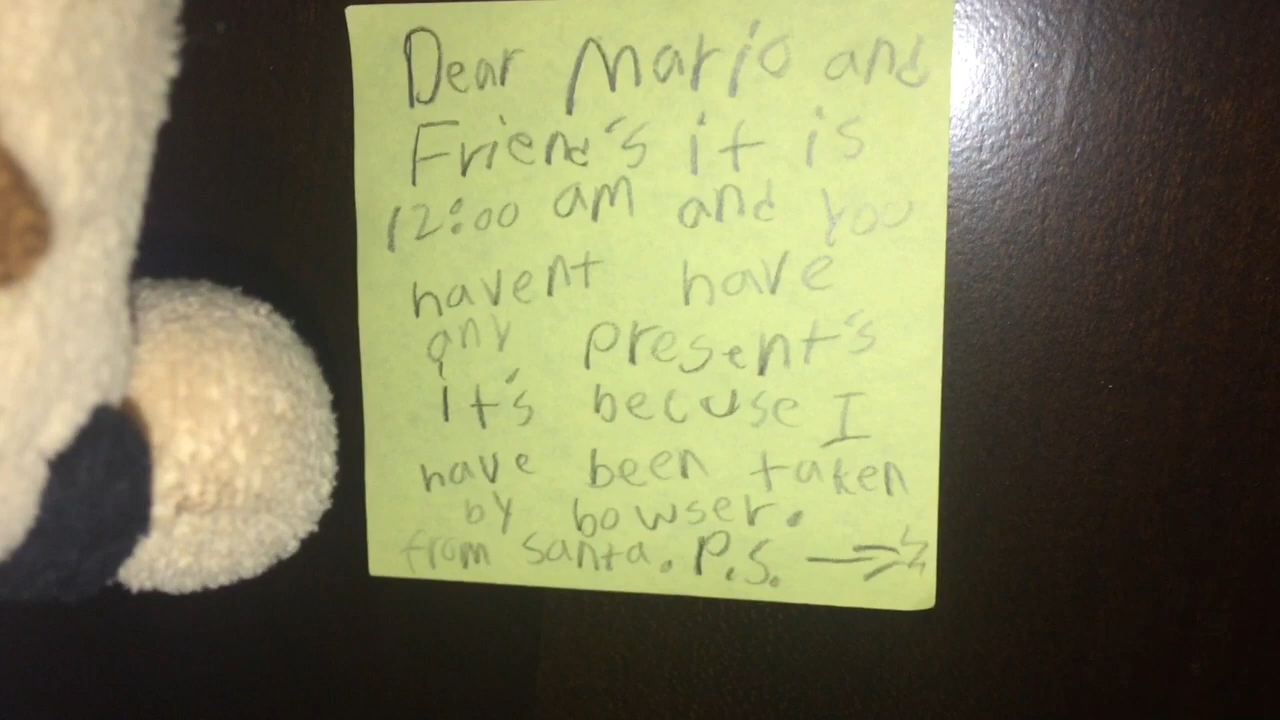 Dear Mario and
Friend's it is
12:00 am and you
havent have
any present's
it's becuse I
have been taken
by bowser.
from santa. P.S. →